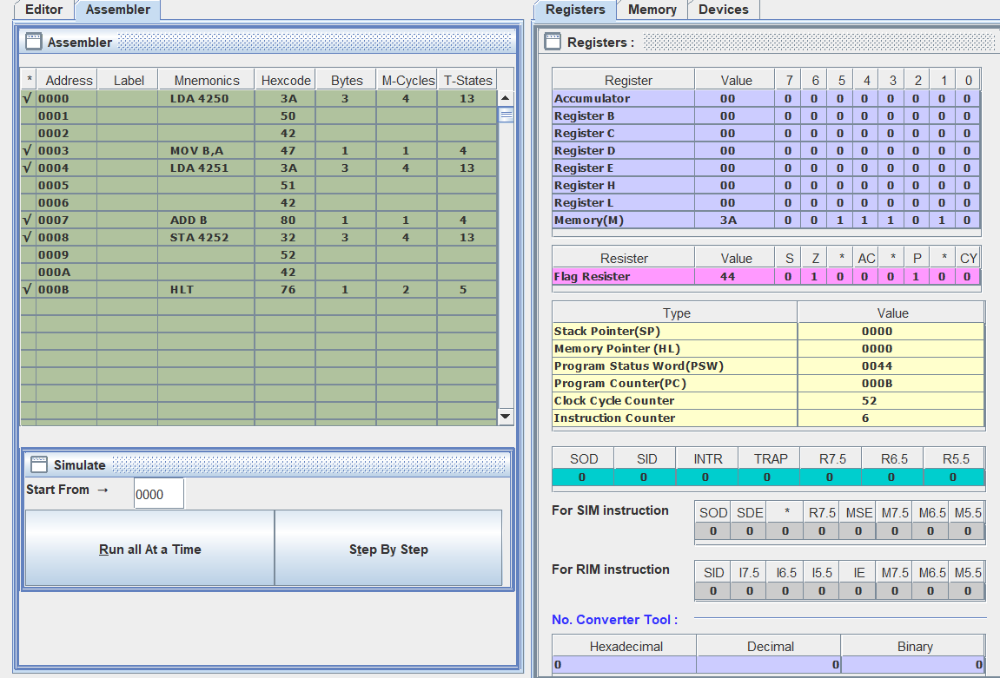 Editor Assembler
Assembler
* Address Label Mnemonics Hexcode Bytes M-Cycles T-States
√ 0000 LDA 4250 3A 3 4 13
0001 50
0002 42
√ 0003 MOV B,A 47 1 1 4
√ 0004 LDA 4251 3A 3 4 13
0005 51
0006 42
√ 0007 ADD B 80 1 1 4
√ 0008 STA 4252 32 3 4 13
0009 52
000A 42
√ 000B HLT 76 1 2 5
Simulate
Start From → 0000
Run all At a Time Step By Step
Registers Memory Devices
Registers :
Register Value 7 6 5 4 3 2 1 0
Accumulator 00 0 0 0 0 0 0 0 0
Register B 00 0 0 0 0 0 0 0 0
Register C 00 0 0 0 0 0 0 0 0
Register D 00 0 0 0 0 0 0 0 0
Register E 00 0 0 0 0 0 0 0 0
Register H 00 0 0 0 0 0 0 0 0
Register L 00 0 0 0 0 0 0 0 0
Memory(M) 3A 0 0 1 1 1 0 1 0
Resister Value S Z * AC * P * CY
Flag Resister 44 0 1 0 0 0 1 0 0
Type Value
Stack Pointer(SP) 0000
Memory Pointer (HL) 0000
Program Status Word(PSW) 0044
Program Counter(PC) 000B
Clock Cycle Counter 52
Instruction Counter 6
SOD SID INTR TRAP R7.5 R6.5 R5.5
0 0 0 0 0 0 0
For SIM instruction SOD SDE * R7.5 MSE M7.5 M6.5 M5.5
0 0 0 0 0 0 0 0
For RIM instruction SID I7.5 I6.5 I5.5 IE M7.5 M6.5 M5.5
0 0 0 0 0 0 0 0
No. Converter Tool :
Hexadecimal Decimal Binary
0 0 0